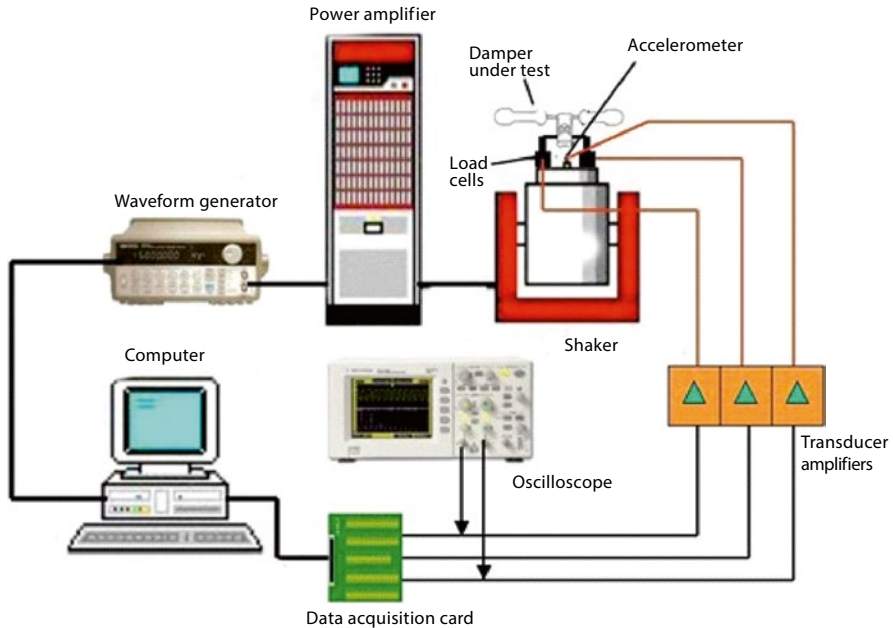 Power amplifier
Accelerometer
Damper
under test
Load
cells
Waveform generator
Shaker
Computer
Transducer
amplifiers
Oscilloscope
Data acquisition card